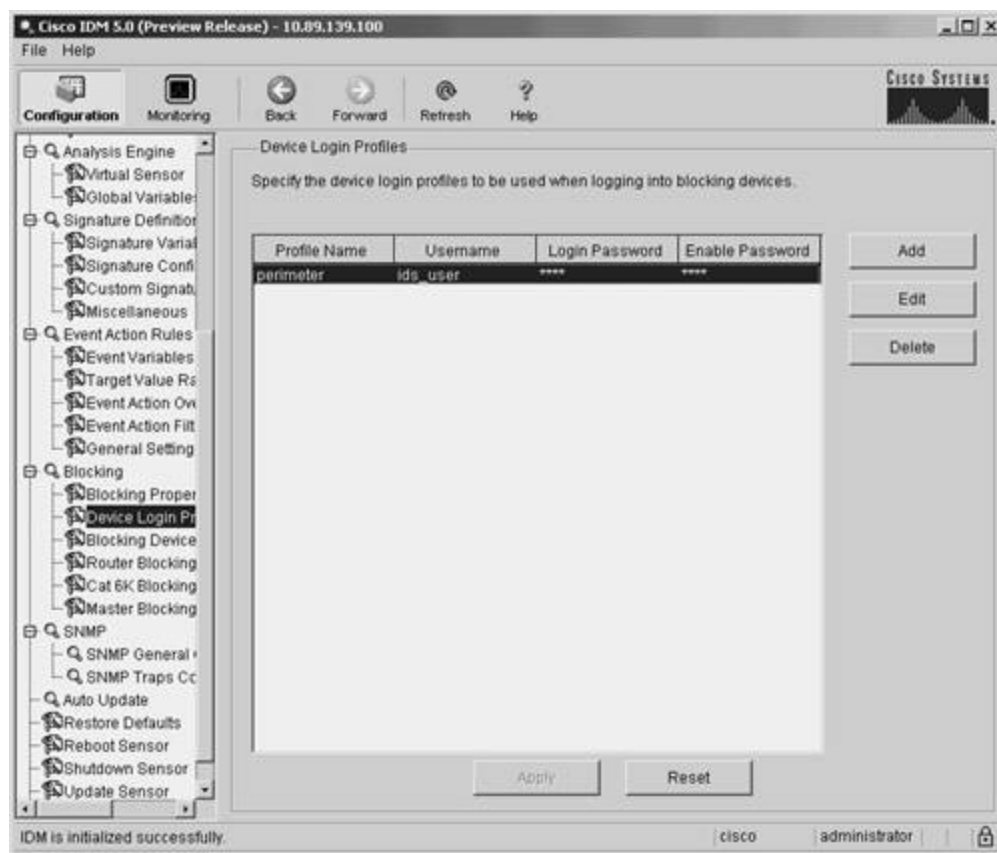 Cisco IDM 5.0 (Preview Release) - 10.89.139.100
File Help
Configuration Monitoring Back Forward Refresh Help
CISCO SYSTEMS
Analysis Engine
Virtual Sensor
Global Variable
Signature Definition
Signature Varial
Signature Confi
Custom Signat
Miscellaneous
Event Action Rules
Event Variables
Target Value Ra
Event Action Ove
Event Action Filt
General Setting
Blocking
Blocking Proper
Device Login Pr
Blocking Device
Router Blocking
Cat 6K Blocking
Master Blocking
SNMP
SNMP General
SNMP Traps Cc
Auto Update
Restore Defaults
Reboot Sensor
Shutdown Sensor
Update Sensor
Device Login Profiles
Specify the device login profiles to be used when logging into blocking devices.
Profile Name Username Login Password Enable Password
perimeter ids_user **** ****
Add
Edit
Delete
Apply Reset
IDM is initialized successfully. cisco administrator